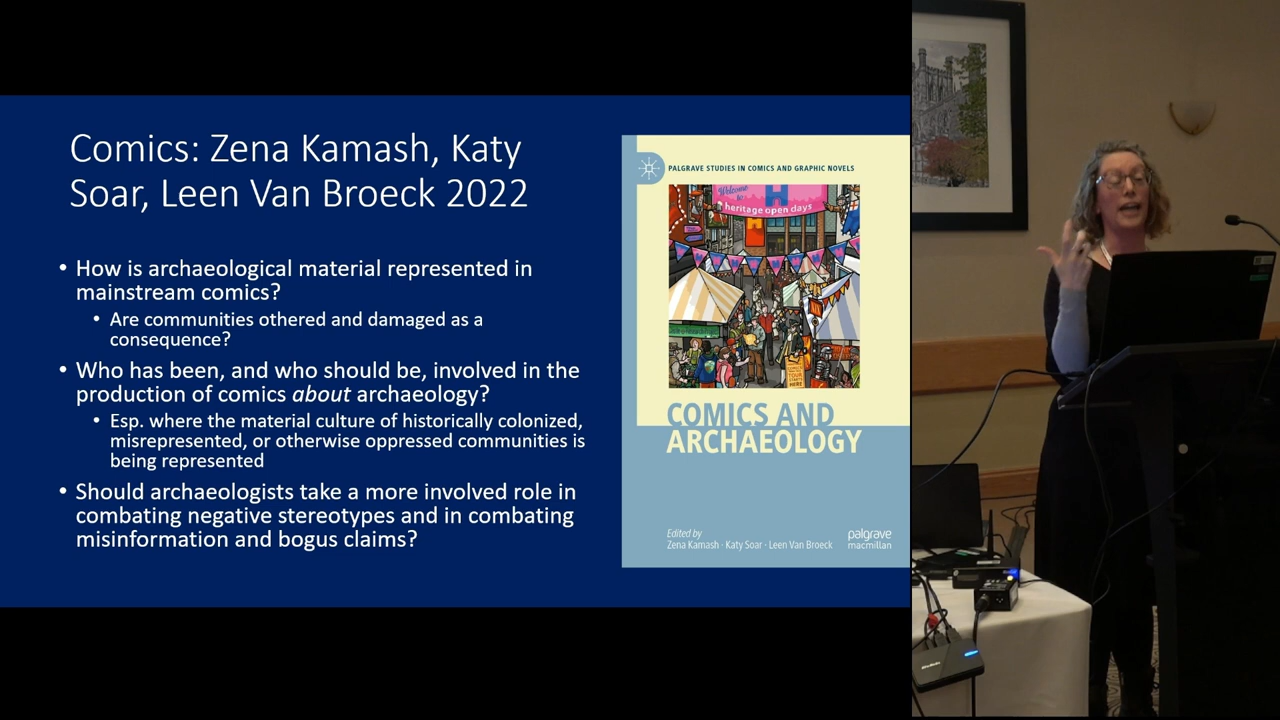 Comics: Zena Kamash, Katy
Soar, Leen Van Broeck 2022
• How is archaeological material represented in
mainstream comics?
• Are communities othered and damaged as a
consequence?
• Who has been, and who should be, involved in the
production of comics about archaeology?
• Esp. where the material culture of historically colonized,
misrepresented, or otherwise oppressed communities is
being represented
• Should archaeologists take a more involved role in
combating negative stereotypes and in combating
misinformation and bogus claims?
PALGRAVE STUDIES IN COMICS AND GRAPHIC NOVELS
Welcome
to
H
heritage open days
COMICS AND
ARCHAEOLOGY
Edited by
Zena Kamash · Katy Soar · Leen Van Broeck
palgrave
macmillan